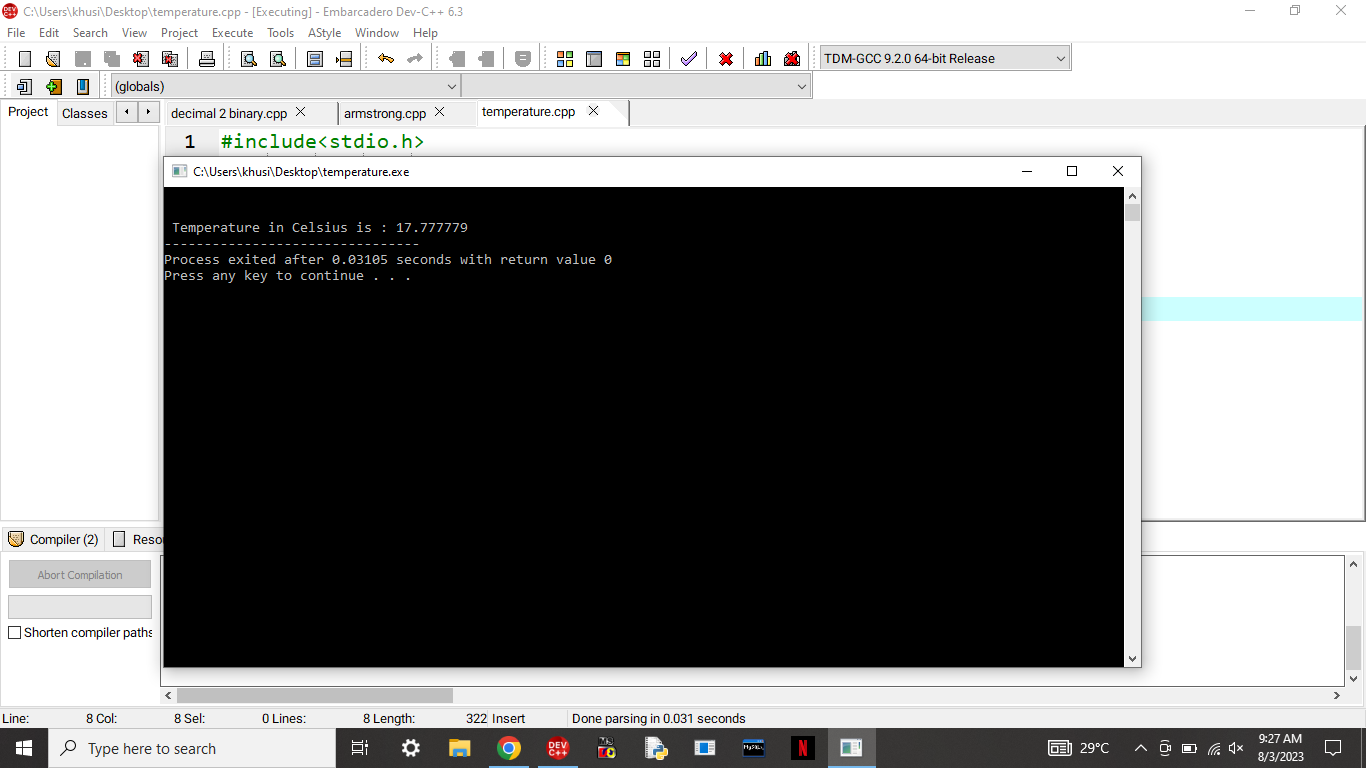 C:\Users\khusi\Desktop\temperature.cpp - [Executing] - Embarcadero Dev-C++ 6.3
File Edit Search View Project Execute Tools AStyle Window Help
TDM-GCC 9.2.0 64-bit Release
(globals)
Project Classes decimal 2 binary.cpp armstrong.cpp temperature.cpp
1 #include<stdio.h>
C:\Users\khusi\Desktop\temperature.exe
Temperature in Celsius is : 17.777779
--------------------------------
Process exited after 0.03105 seconds with return value 0
Press any key to continue . . .
Compiler (2) Resou
Abort Compilation
Shorten compiler paths
Line: 8 Col: 8 Sel: 0 Lines: 8 Length: 322 Insert Done parsing in 0.031 seconds
Type here to search
DEV C++
MySQL
N
29°C
9:27 AM
8/3/2023